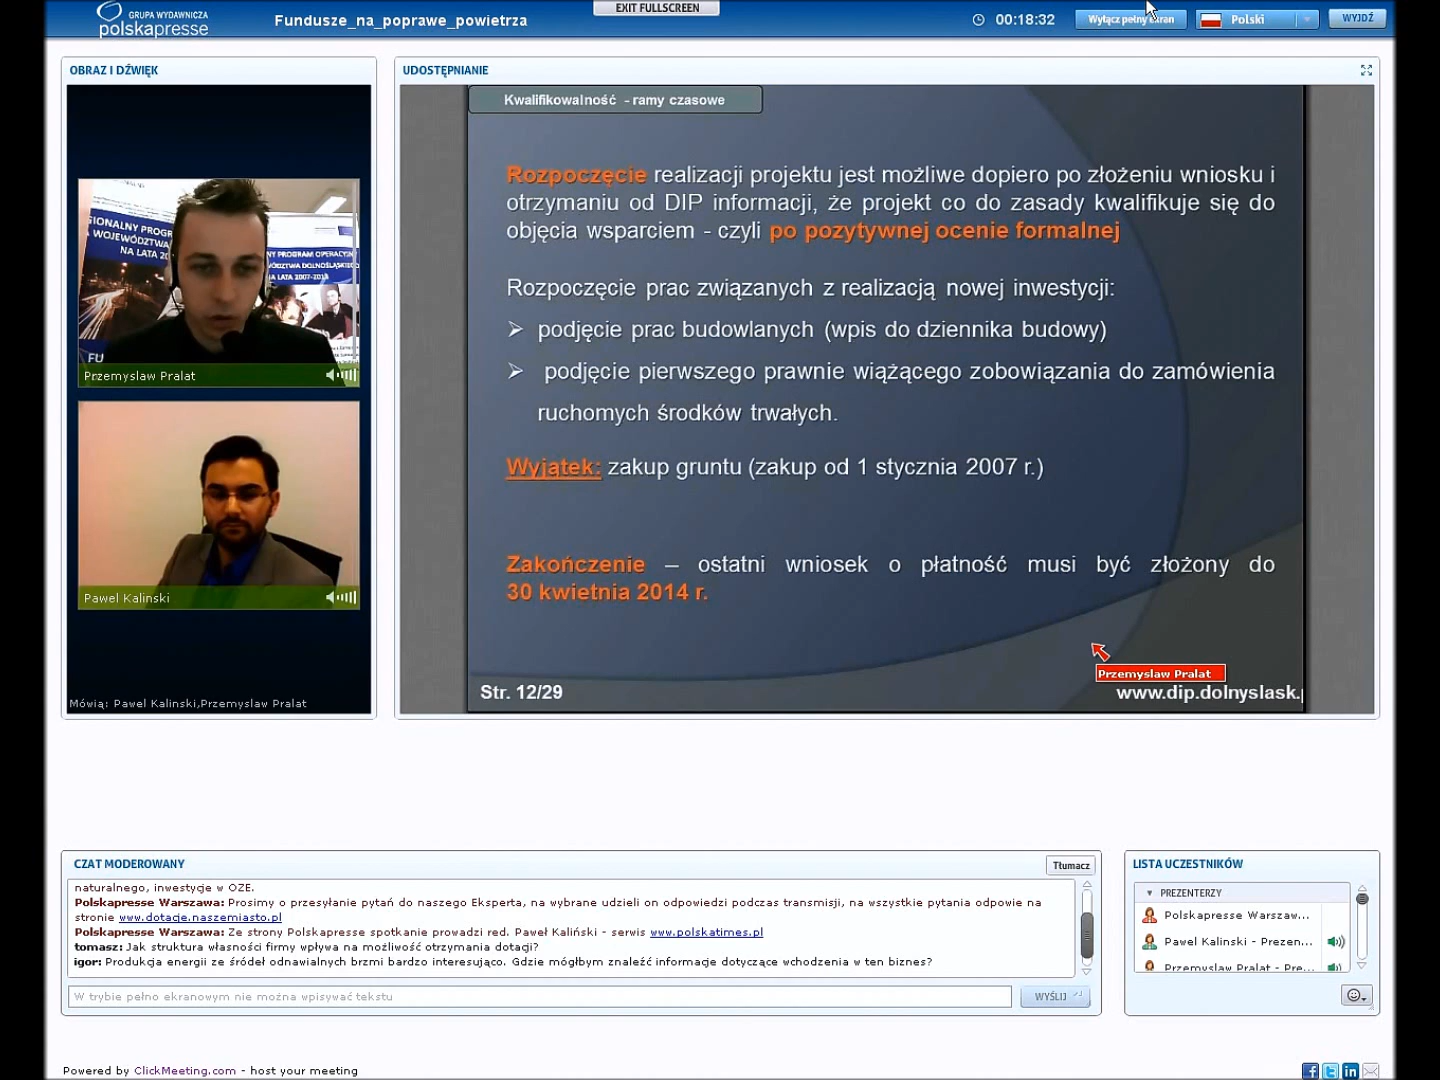 GRUPA WYDAWNICZA
polskapresse
Fundusze_na_poprawe_powietrza
EXIT FULLSCREEN
00:18:32
Wyłącz pełny ekran
Polski
WYJDŹ
OBRAZ I DŹWIĘK
Przemyslaw Pralat
Pawel Kalinski
Mówią: Pawel Kalinski,Przemyslaw Pralat
UDOSTĘPNIANIE
Kwalifikowalność - ramy czasowe
Rozpoczęcie realizacji projektu jest możliwe dopiero po złożeniu wniosku i
otrzymaniu od DIP informacji, że projekt co do zasady kwalifikuje się do
objęcia wsparciem - czyli po pozytywnej ocenie formalnej
Rozpoczęcie prac związanych z realizacją nowej inwestycji:
podjęcie prac budowlanych (wpis do dziennika budowy)
podjęcie pierwszego prawnie wiążącego zobowiązania do zamówienia
ruchomych środków trwałych.
Wyjątek: zakup gruntu (zakup od 1 stycznia 2007 r.)
Zakończenie – ostatni wniosek o płatność musi być złożony do
30 kwietnia 2014 r.
Przemyslaw Pralat
Str. 12/29
www.dip.dolnyslask.
CZAT MODEROWANY
Tłumacz
naturalnego, inwestycje w OZE.
Polskapresse Warszawa: Prosimy o przesyłanie pytań do naszego Eksperta, na wybrane udzieli on odpowiedzi podczas transmisji, na wszystkie pytania odpowie na
stronie www.dotacje.naszemiasto.pl
Polskapresse Warszawa: Ze strony Polskapresse spotkanie prowadzi red. Paweł Kaliński - serwis www.polskatimes.pl
tomasz: Jak struktura własności firmy wpływa na możliwość otrzymania dotacji?
igor: Produkcja energii ze źródeł odnawialnych brzmi bardzo interesująco. Gdzie mógłbym znaleźć informacje dotyczące wchodzenia w ten biznes?
W trybie pełno ekranowym nie można wpisywać tekstu
WYŚLIJ
LISTA UCZESTNIKÓW
PREZENTERZY
Polskapresse Warszaw...
Pawel Kalinski - Prezen...
Przemyslaw Pralat - Pre...
Powered by ClickMeeting.com - host your meeting